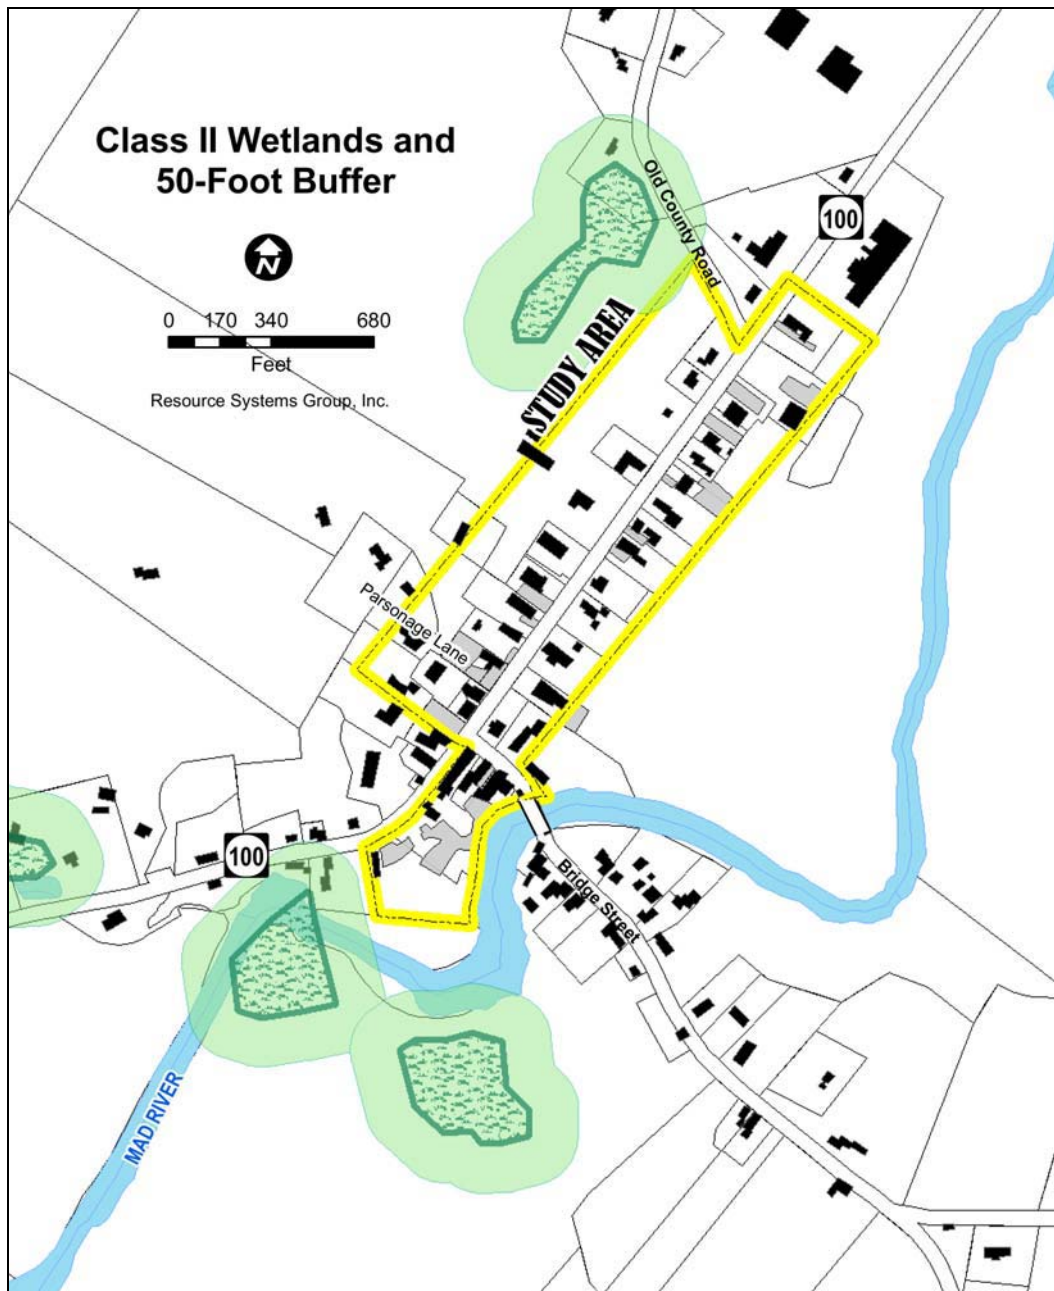 Class II Wetlands and
50-Foot Buffer
N
0 170 340 680
Feet
Resource Systems Group, Inc.
Old County Road
100
STUDY AREA
Parsonage Lane
100
Bridge Street
MAD RIVER